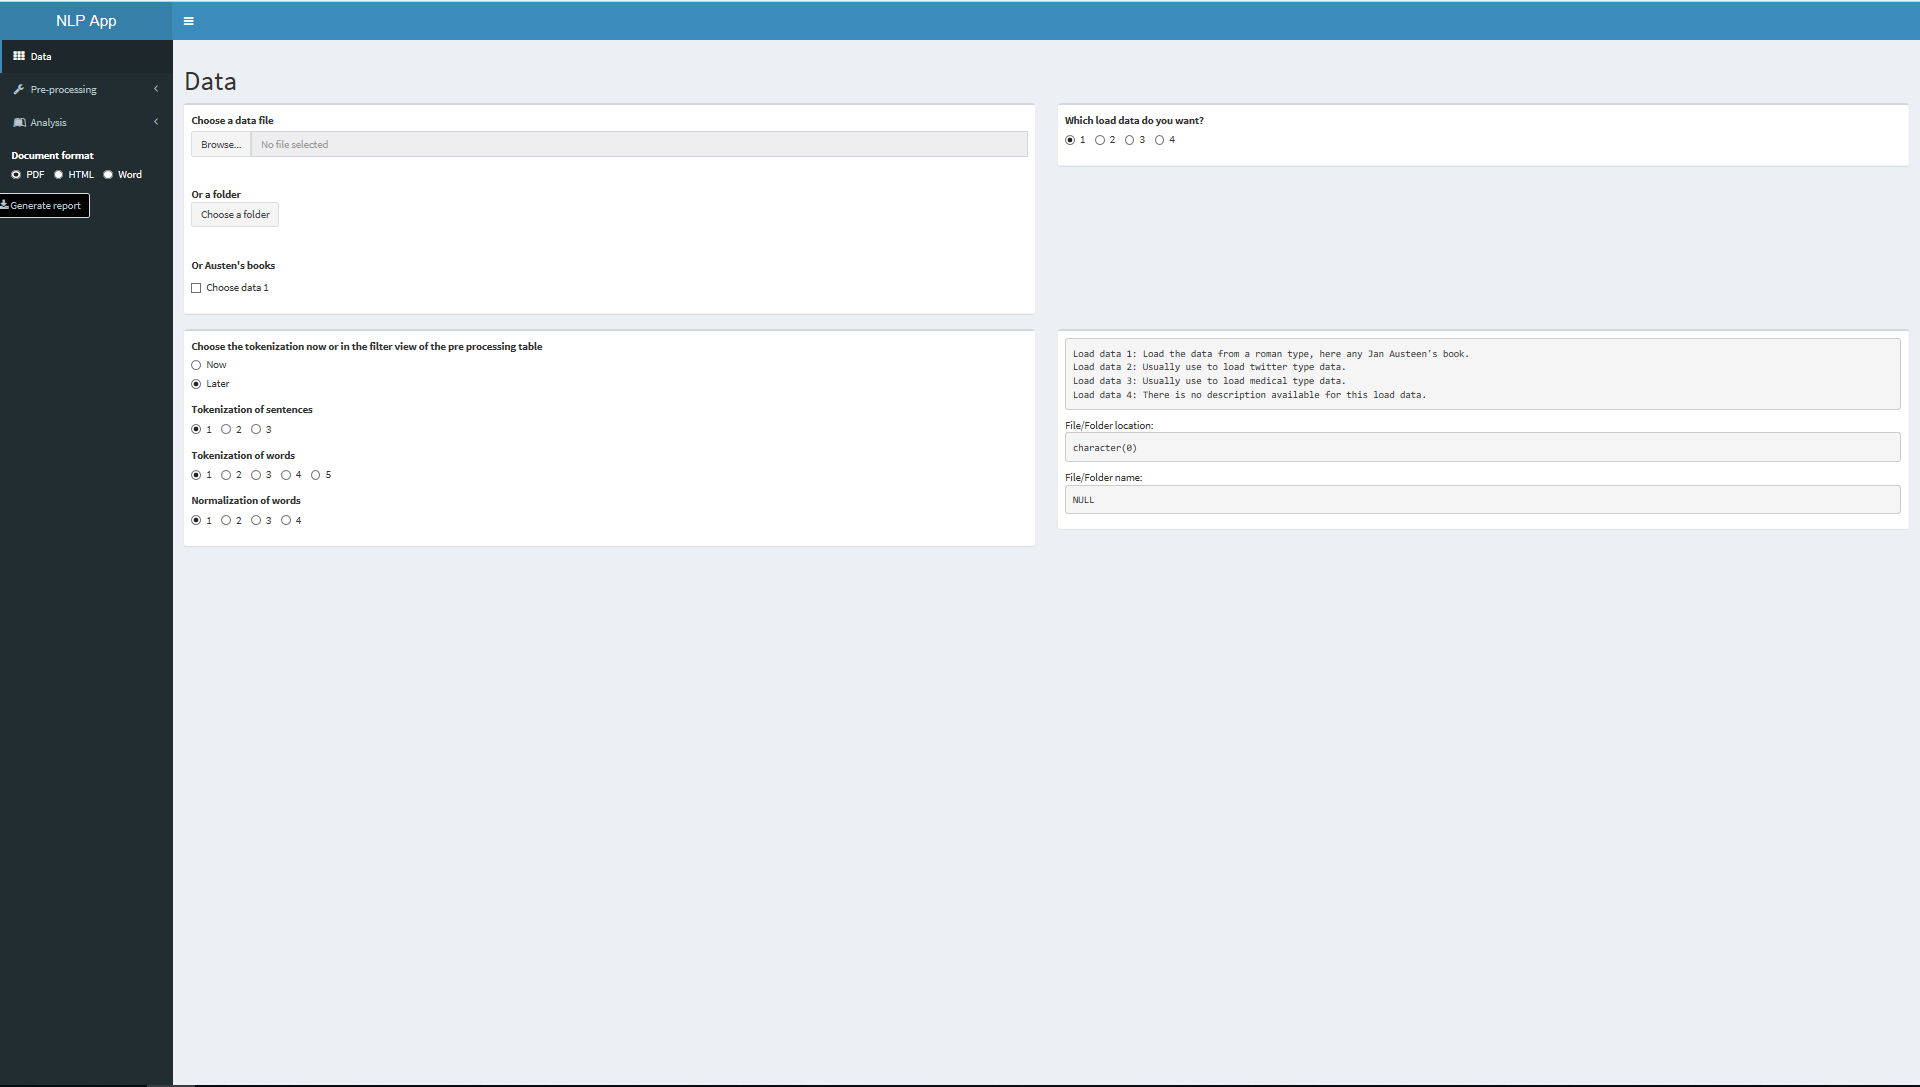 NLP App
Data
Pre-processing
Analysis
Document format
PDF HTML Word
Generate report
Data
Choose a data file
Browse... No file selected
Or a folder
Choose a folder
Or Austen's books
Choose data 1
Which load data do you want?
1 2 3 4
Choose the tokenization now or in the filter view of the pre processing table
Now
Later
Tokenization of sentences
1 2 3
Tokenization of words
1 2 3 4 5
Normalization of words
1 2 3 4
Load data 1: Load the data from a roman type, here any Jan Austeen's book.
Load data 2: Usually use to load twitter type data.
Load data 3: Usually use to load medical type data.
Load data 4: There is no description available for this load data.
File/Folder location:
character(0)
File/Folder name:
NULL